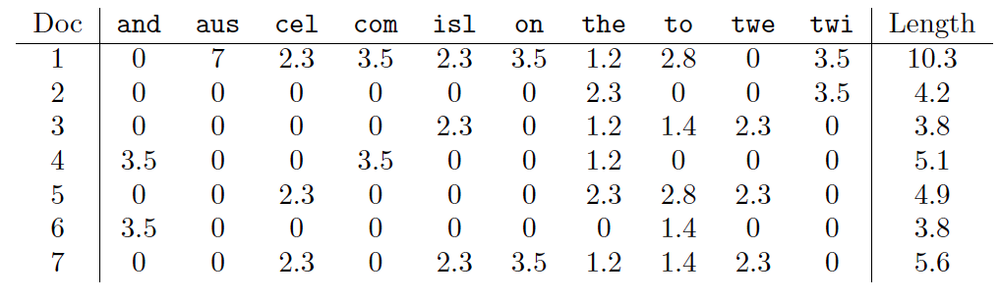 Doc and aus cel com isl on the to twe twi Length
1 0 7 2.3 3.5 2.3 3.5 1.2 2.8 0 3.5 10.3
2 0 0 0 0 0 0 2.3 0 0 3.5 4.2
3 0 0 0 0 2.3 0 1.2 1.4 2.3 0 3.8
4 3.5 0 0 3.5 0 0 1.2 0 0 0 5.1
5 0 0 2.3 0 0 0 2.3 2.8 2.3 0 4.9
6 3.5 0 0 0 0 0 0 1.4 0 0 3.8
7 0 0 2.3 0 2.3 3.5 1.2 1.4 2.3 0 5.6